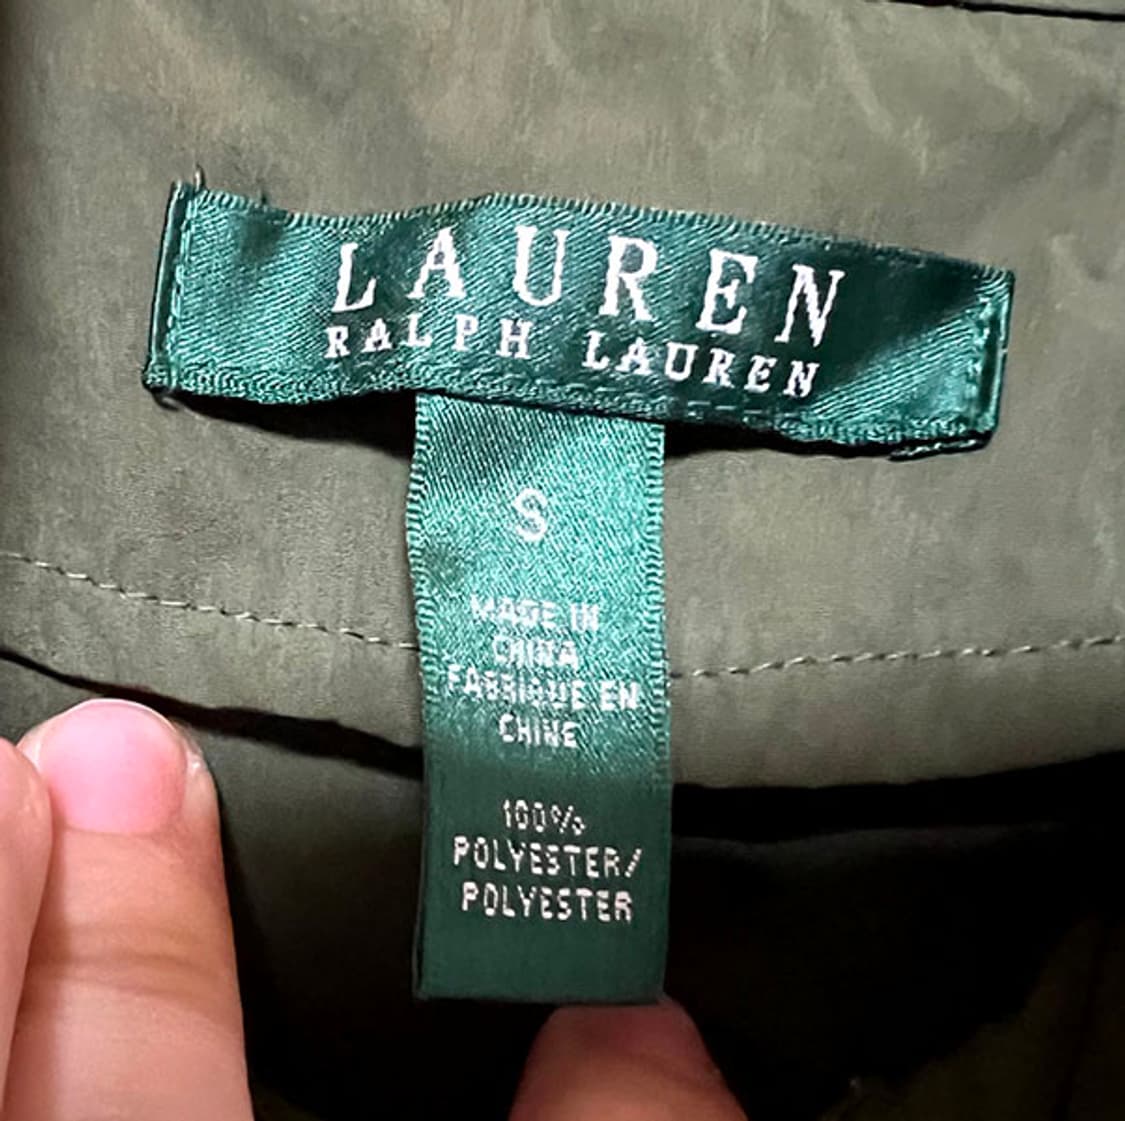 LAUREN
RALPH LAUREN
S
MADE IN
CHINA
FABRIQUE EN
CHINE
100%
POLYESTER/
POLYESTER